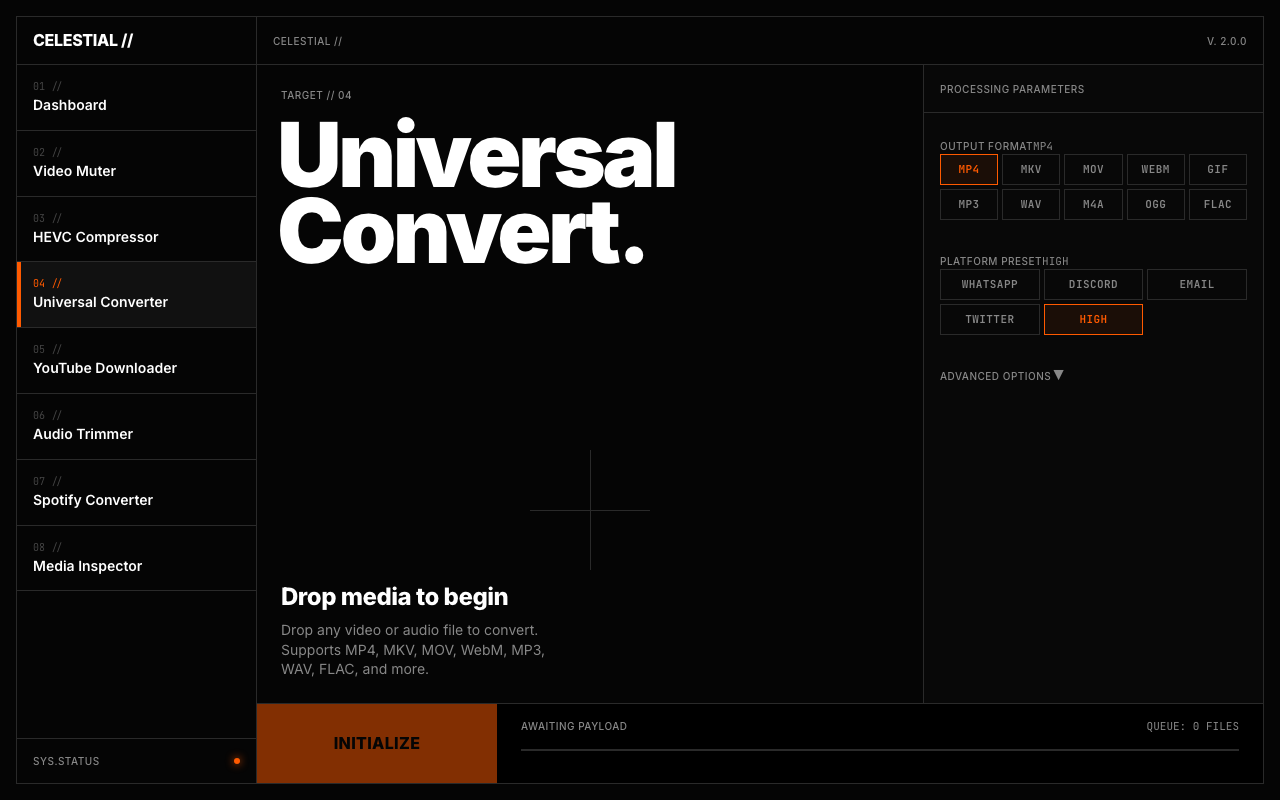 CELESTIAL //
CELESTIAL //
V. 2.0.0
01 //
Dashboard
02 //
Video Muter
03 //
HEVC Compressor
04 //
Universal Converter
05 //
YouTube Downloader
06 //
Audio Trimmer
07 //
Spotify Converter
08 //
Media Inspector
SYS.STATUS
TARGET // 04
Universal
Convert.
Drop media to begin
Drop any video or audio file to convert.
Supports MP4, MKV, MOV, WebM, MP3,
WAV, FLAC, and more.
PROCESSING PARAMETERS
OUTPUT FORMATMP4
MP4 MKV MOV WEBM GIF
MP3 WAV M4A OGG FLAC
PLATFORM PRESETHIGH
WHATSAPP DISCORD EMAIL
TWITTER HIGH
ADVANCED OPTIONS ▼
INITIALIZE
AWAITING PAYLOAD
QUEUE: 0 FILES